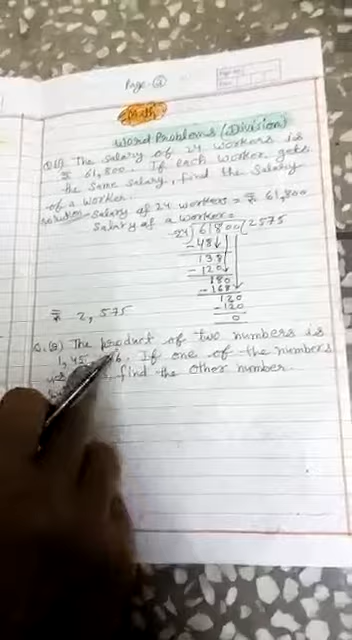 Page - 2
Math
Word Problems (Division)
Q.(1) The salary of 24 workers is
₹ 61,800. If each worker gets
the same salary, find the salary
of a worker.
Solution - Salary of 24 workers = ₹ 61,800
Salary of a worker =
24) 61800 (2575
- 48
138
- 120
180
- 168
120
- 120
0
₹ 2,575
Q.(2) The product of two numbers is
1,45, If one of the numbers
find the other number.